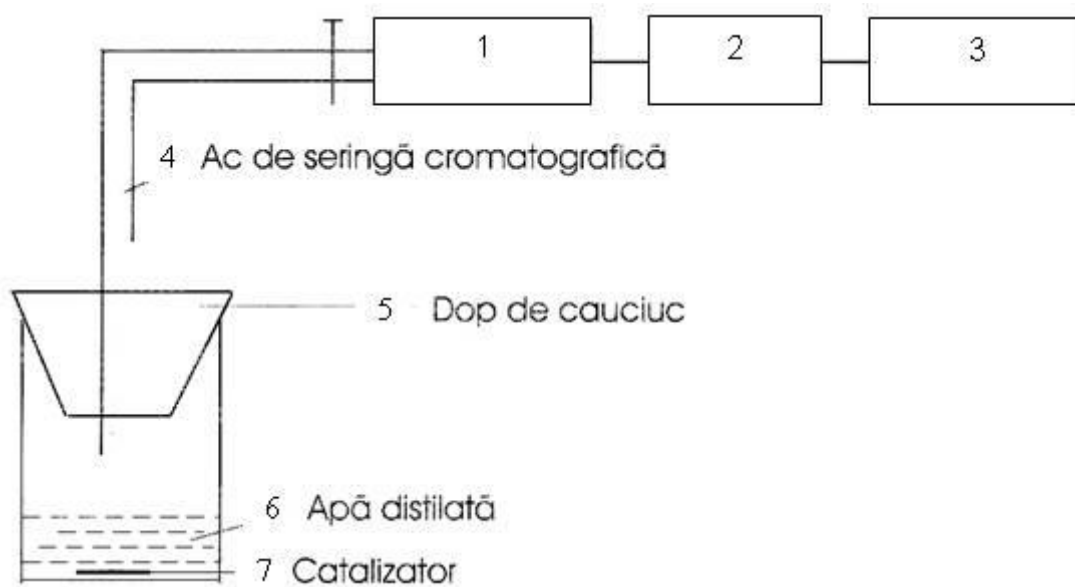 1
2
3
4 Ac de seringă cromatografică
5 Dop de cauciuc
6 Apă distilată
7 Catalizator